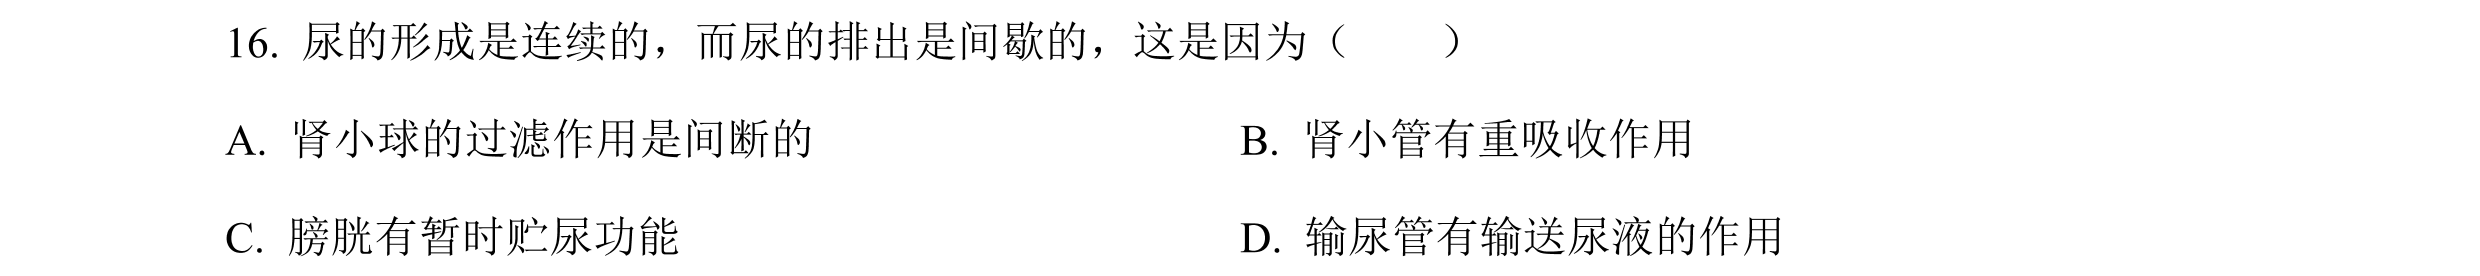 16. 尿的形成是连续的，而尿的排出是间歇的，这是因为（　　）
A. 肾小球的过滤作用是间断的　　B. 肾小管有重吸收作用
C. 膀胱有暂时贮尿功能　　D. 输尿管有输送尿液的作用